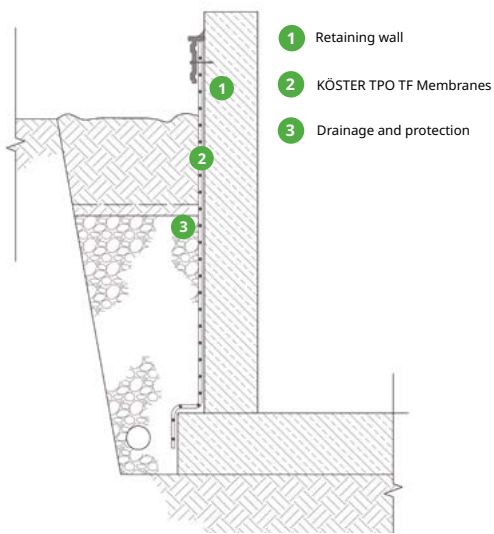 1 Retaining wall
2 KÖSTER TPO TF Membranes
3 Drainage and protection
1
2
3